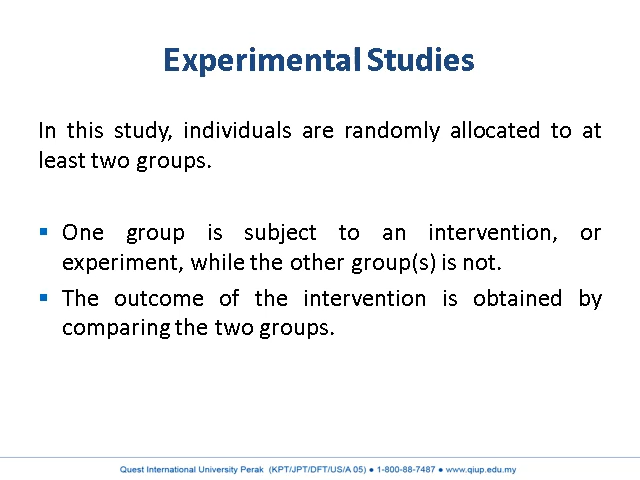 Experimental Studies
In this study, individuals are randomly allocated to at
least two groups.
▪ One group is subject to an intervention, or
experiment, while the other group(s) is not.
▪ The outcome of the intervention is obtained by
comparing the two groups.
Quest International University Perak (KPT/JPT/DFT/US/A 05) ● 1-800-88-7487 ● www.qiup.edu.my